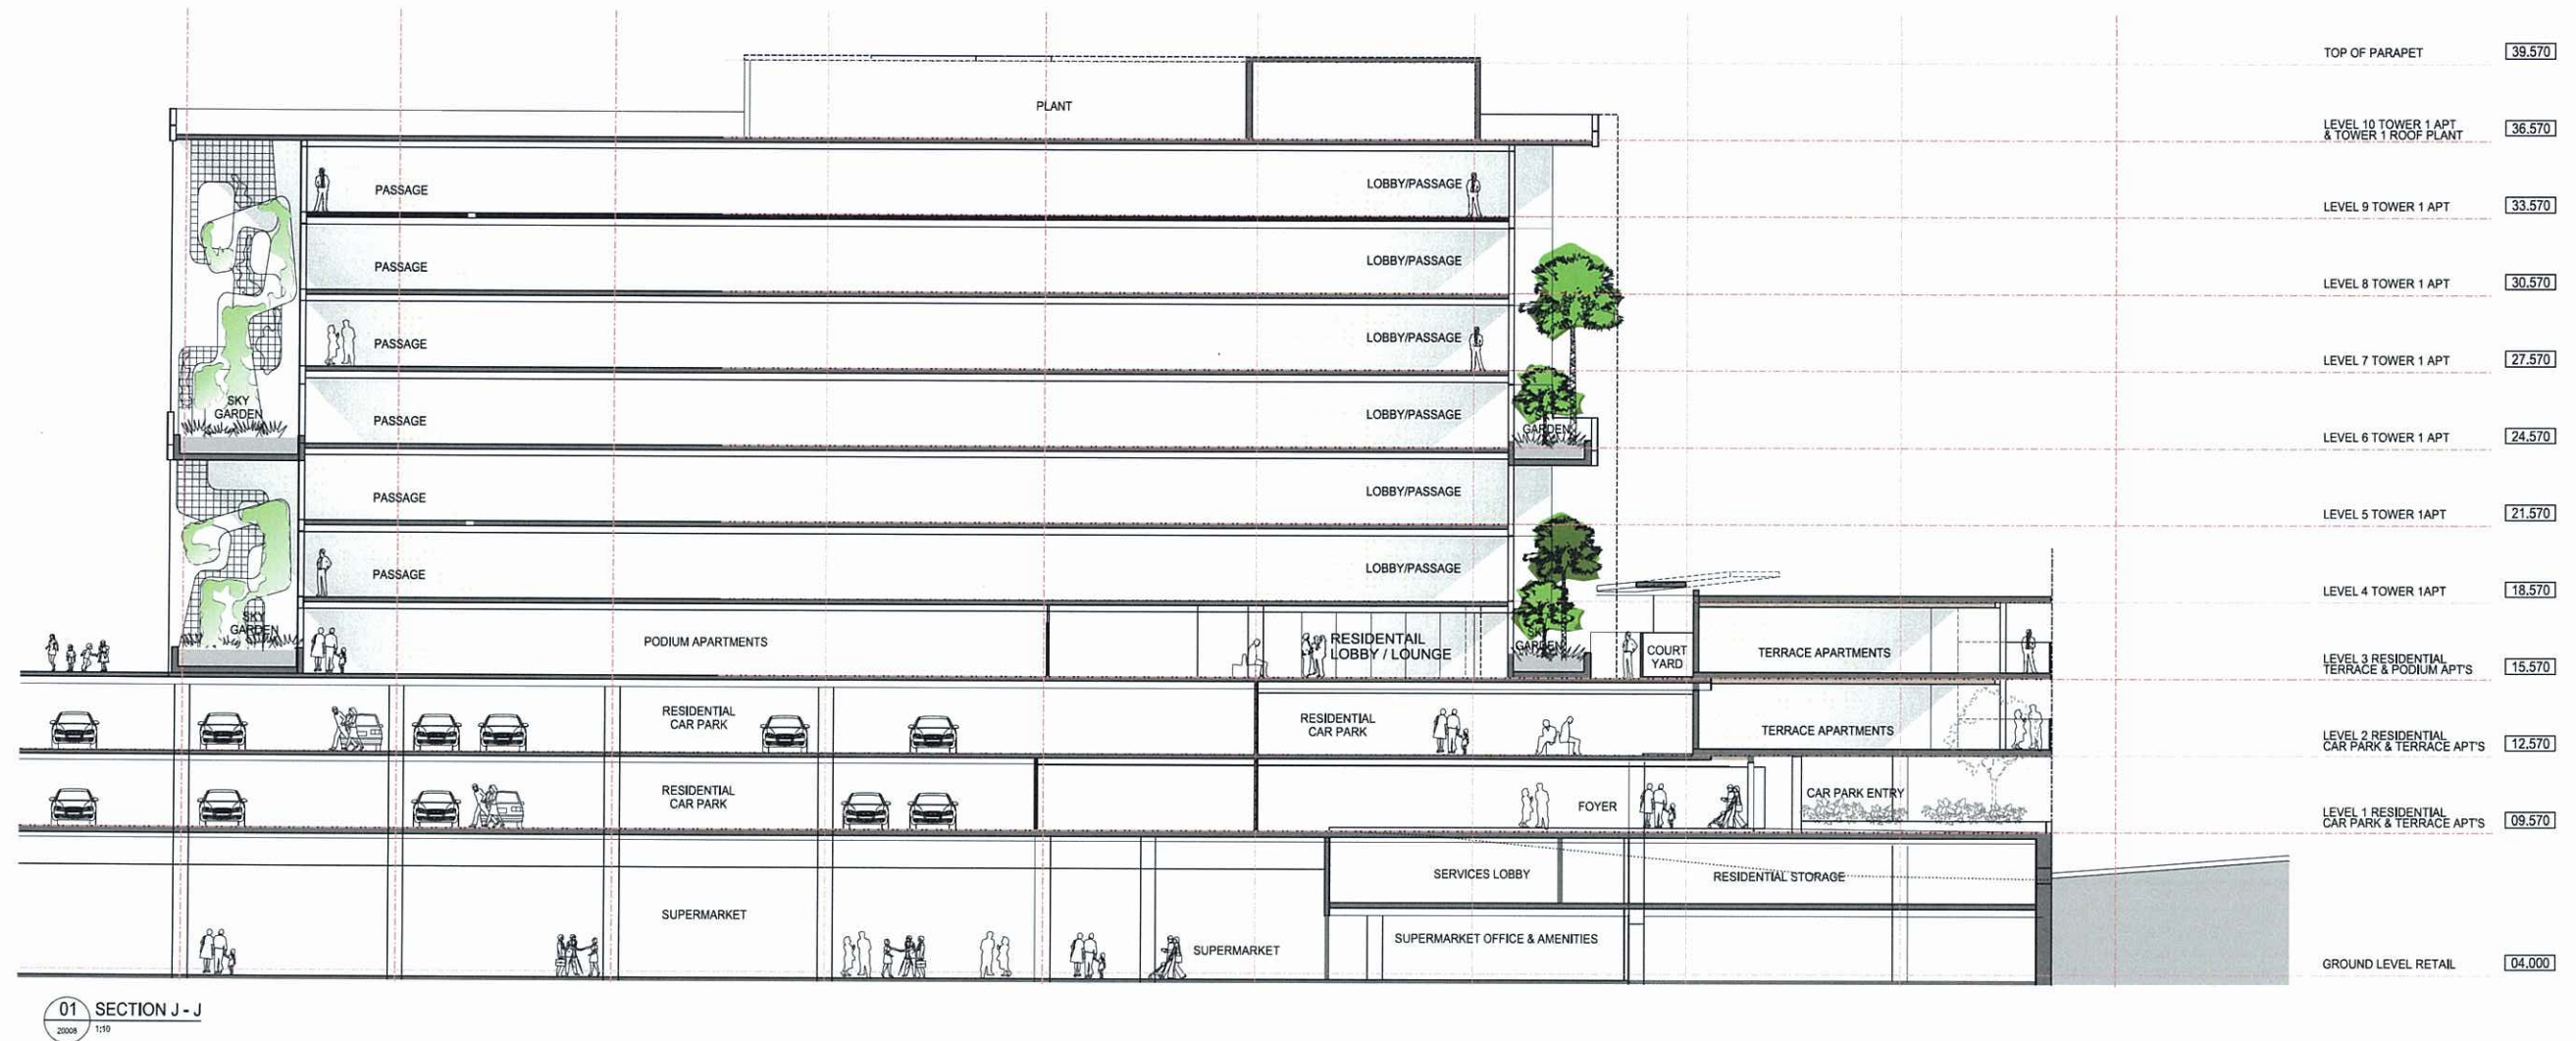 TOP OF PARAPET 39.570
PLANT
LEVEL 10 TOWER 1 APT
& TOWER 1 ROOF PLANT 36.570
PASSAGE
LOBBY/PASSAGE
LEVEL 9 TOWER 1 APT 33.570
PASSAGE
LOBBY/PASSAGE
LEVEL 8 TOWER 1 APT 30.570
PASSAGE
LOBBY/PASSAGE
LEVEL 7 TOWER 1 APT 27.570
SKY
GARDEN
PASSAGE
LOBBY/PASSAGE
SKY
GARDEN
LEVEL 6 TOWER 1 APT 24.570
PASSAGE
LOBBY/PASSAGE
LEVEL 5 TOWER 1APT 21.570
PASSAGE
LOBBY/PASSAGE
LEVEL 4 TOWER 1APT 18.570
SKY
GARDEN
PODIUM APARTMENTS
RESIDENTAIL
LOBBY / LOUNGE
SKY
GARDEN
COURT
YARD
TERRACE APARTMENTS
LEVEL 3 RESIDENTIAL
TERRACE & PODIUM APT'S 15.570
RESIDENTIAL
CAR PARK
RESIDENTIAL
CAR PARK
TERRACE APARTMENTS
LEVEL 2 RESIDENTIAL
CAR PARK & TERRACE APT'S 12.570
RESIDENTIAL
CAR PARK
FOYER
CAR PARK ENTRY
LEVEL 1 RESIDENTIAL
CAR PARK & TERRACE APT'S 09.570
SERVICES LOBBY
RESIDENTIAL STORAGE
SUPERMARKET
SUPERMARKET
SUPERMARKET OFFICE & AMENITIES
GROUND LEVEL RETAIL 04.000
01 SECTION J - J
20008 1:10